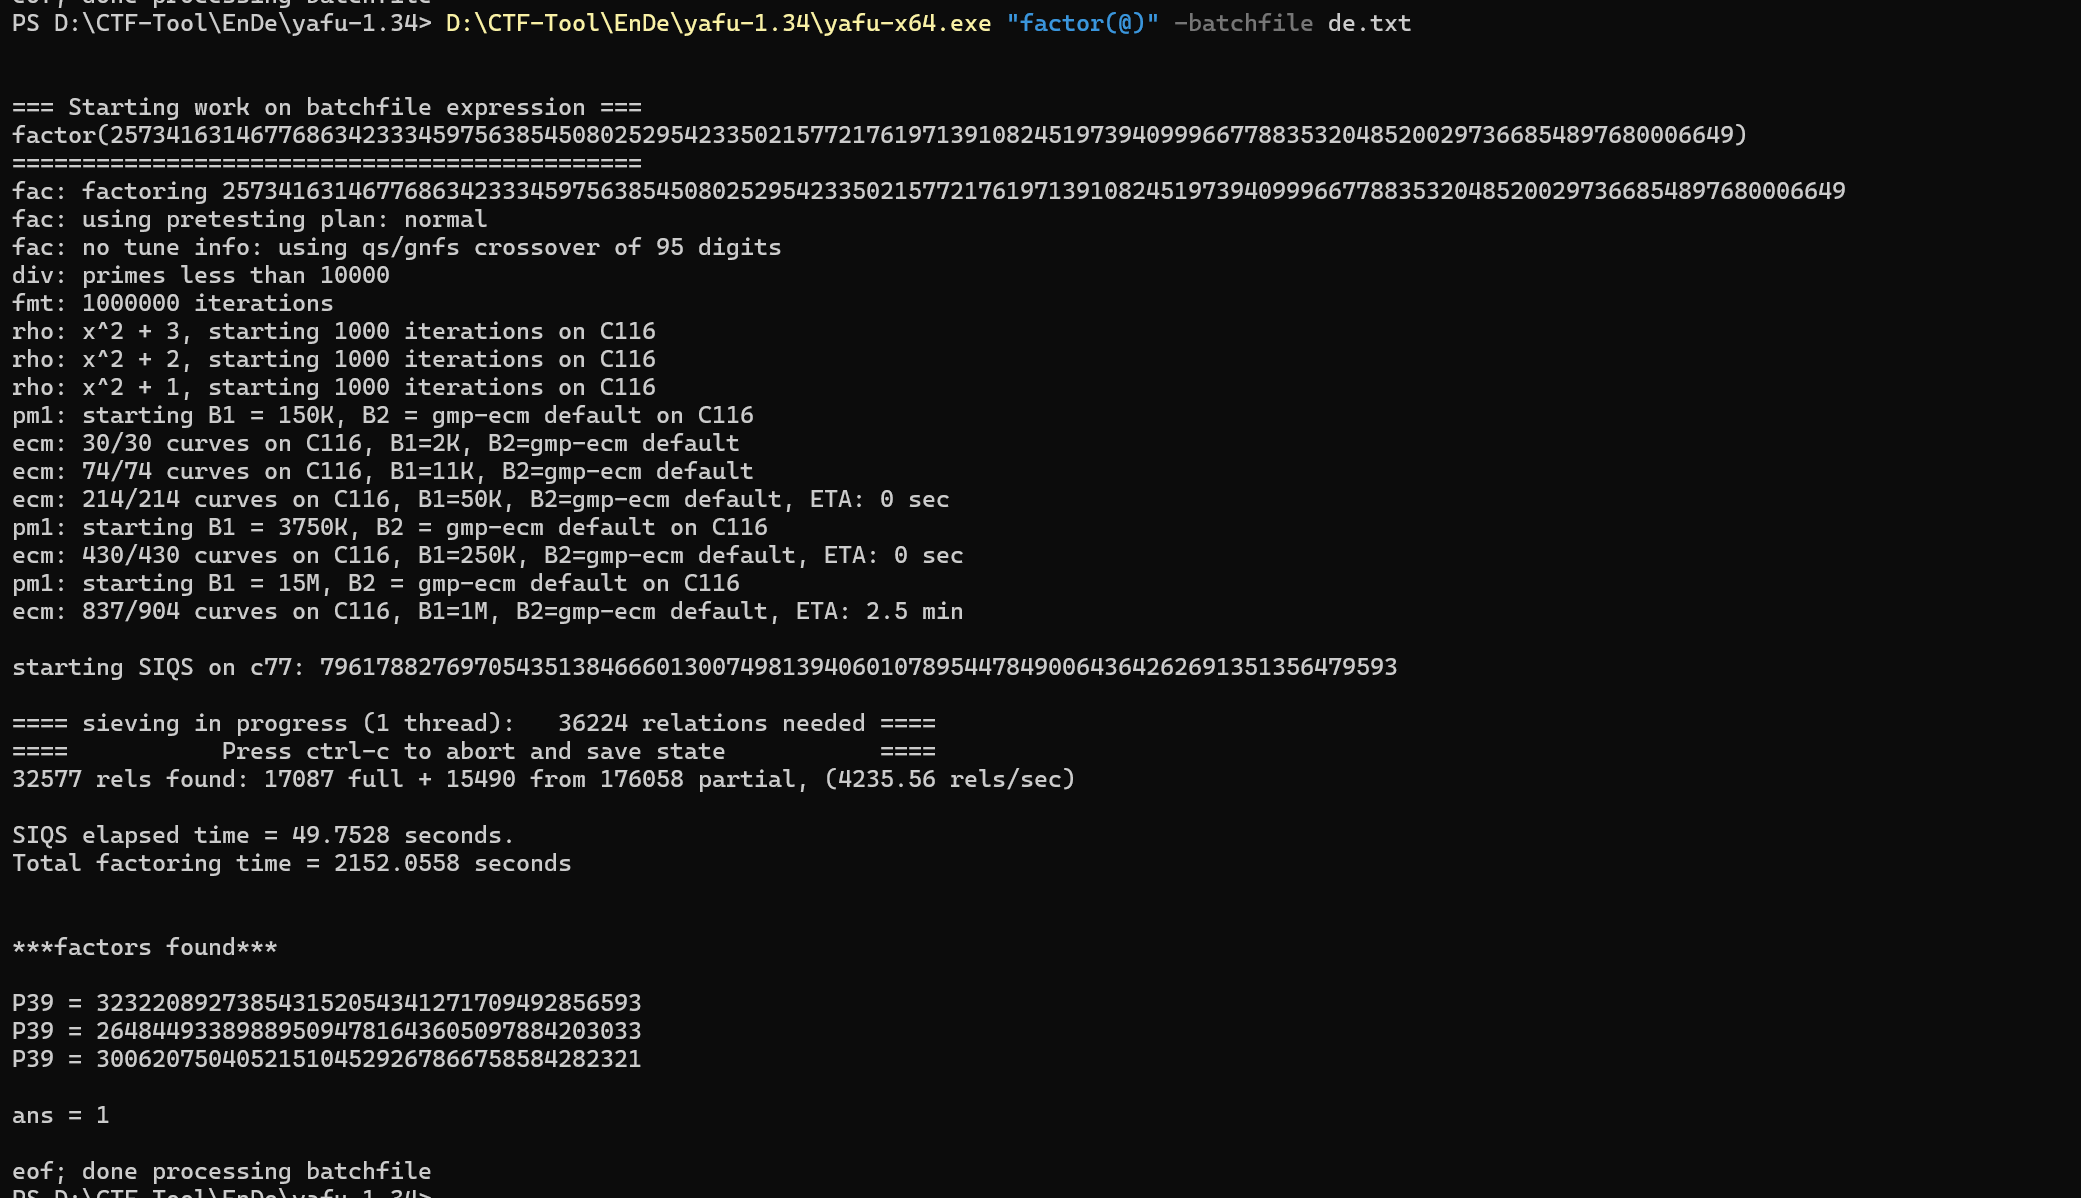 eof; done processing batchfile
PS D:\CTF-Tool\EnDe\yafu-1.34> D:\CTF-Tool\EnDe\yafu-1.34\yafu-x64.exe "factor(@)" -batchfile de.txt
=== Starting work on batchfile expression ===
factor(25734163146776863423334597563854508025295423350215772176197139108245197394099966778835320485200297366854897680006649)
=============================================
fac: factoring 25734163146776863423334597563854508025295423350215772176197139108245197394099966778835320485200297366854897680006649
fac: using pretesting plan: normal
fac: no tune info: using qs/gnfs crossover of 95 digits
div: primes less than 10000
fmt: 1000000 iterations
rho: x^2 + 3, starting 1000 iterations on C116
rho: x^2 + 2, starting 1000 iterations on C116
rho: x^2 + 1, starting 1000 iterations on C116
pm1: starting B1 = 150K, B2 = gmp-ecm default on C116
ecm: 30/30 curves on C116, B1=2K, B2=gmp-ecm default
ecm: 74/74 curves on C116, B1=11K, B2=gmp-ecm default
ecm: 214/214 curves on C116, B1=50K, B2=gmp-ecm default, ETA: 0 sec
pm1: starting B1 = 3750K, B2 = gmp-ecm default on C116
ecm: 430/430 curves on C116, B1=250K, B2=gmp-ecm default, ETA: 0 sec
pm1: starting B1 = 15M, B2 = gmp-ecm default on C116
ecm: 837/904 curves on C116, B1=1M, B2=gmp-ecm default, ETA: 2.5 min
starting SIQS on c77: 79617882769705435138466601300749813940601078954478490064364262691351356479593
==== sieving in progress (1 thread):   36224 relations needed ====
====           Press ctrl-c to abort and save state           ====
32577 rels found: 17087 full + 15490 from 176058 partial, (4235.56 rels/sec)
SIQS elapsed time = 49.7528 seconds.
Total factoring time = 2152.0558 seconds
***factors found***
P39 = 323220892738543152054341271709492856593
P39 = 264844933898895094781643605097884203033
P39 = 300620750405215104529267866758584282321
ans = 1
eof; done processing batchfile
PS D:\CTF-Tool\EnDe\yafu-1.34>